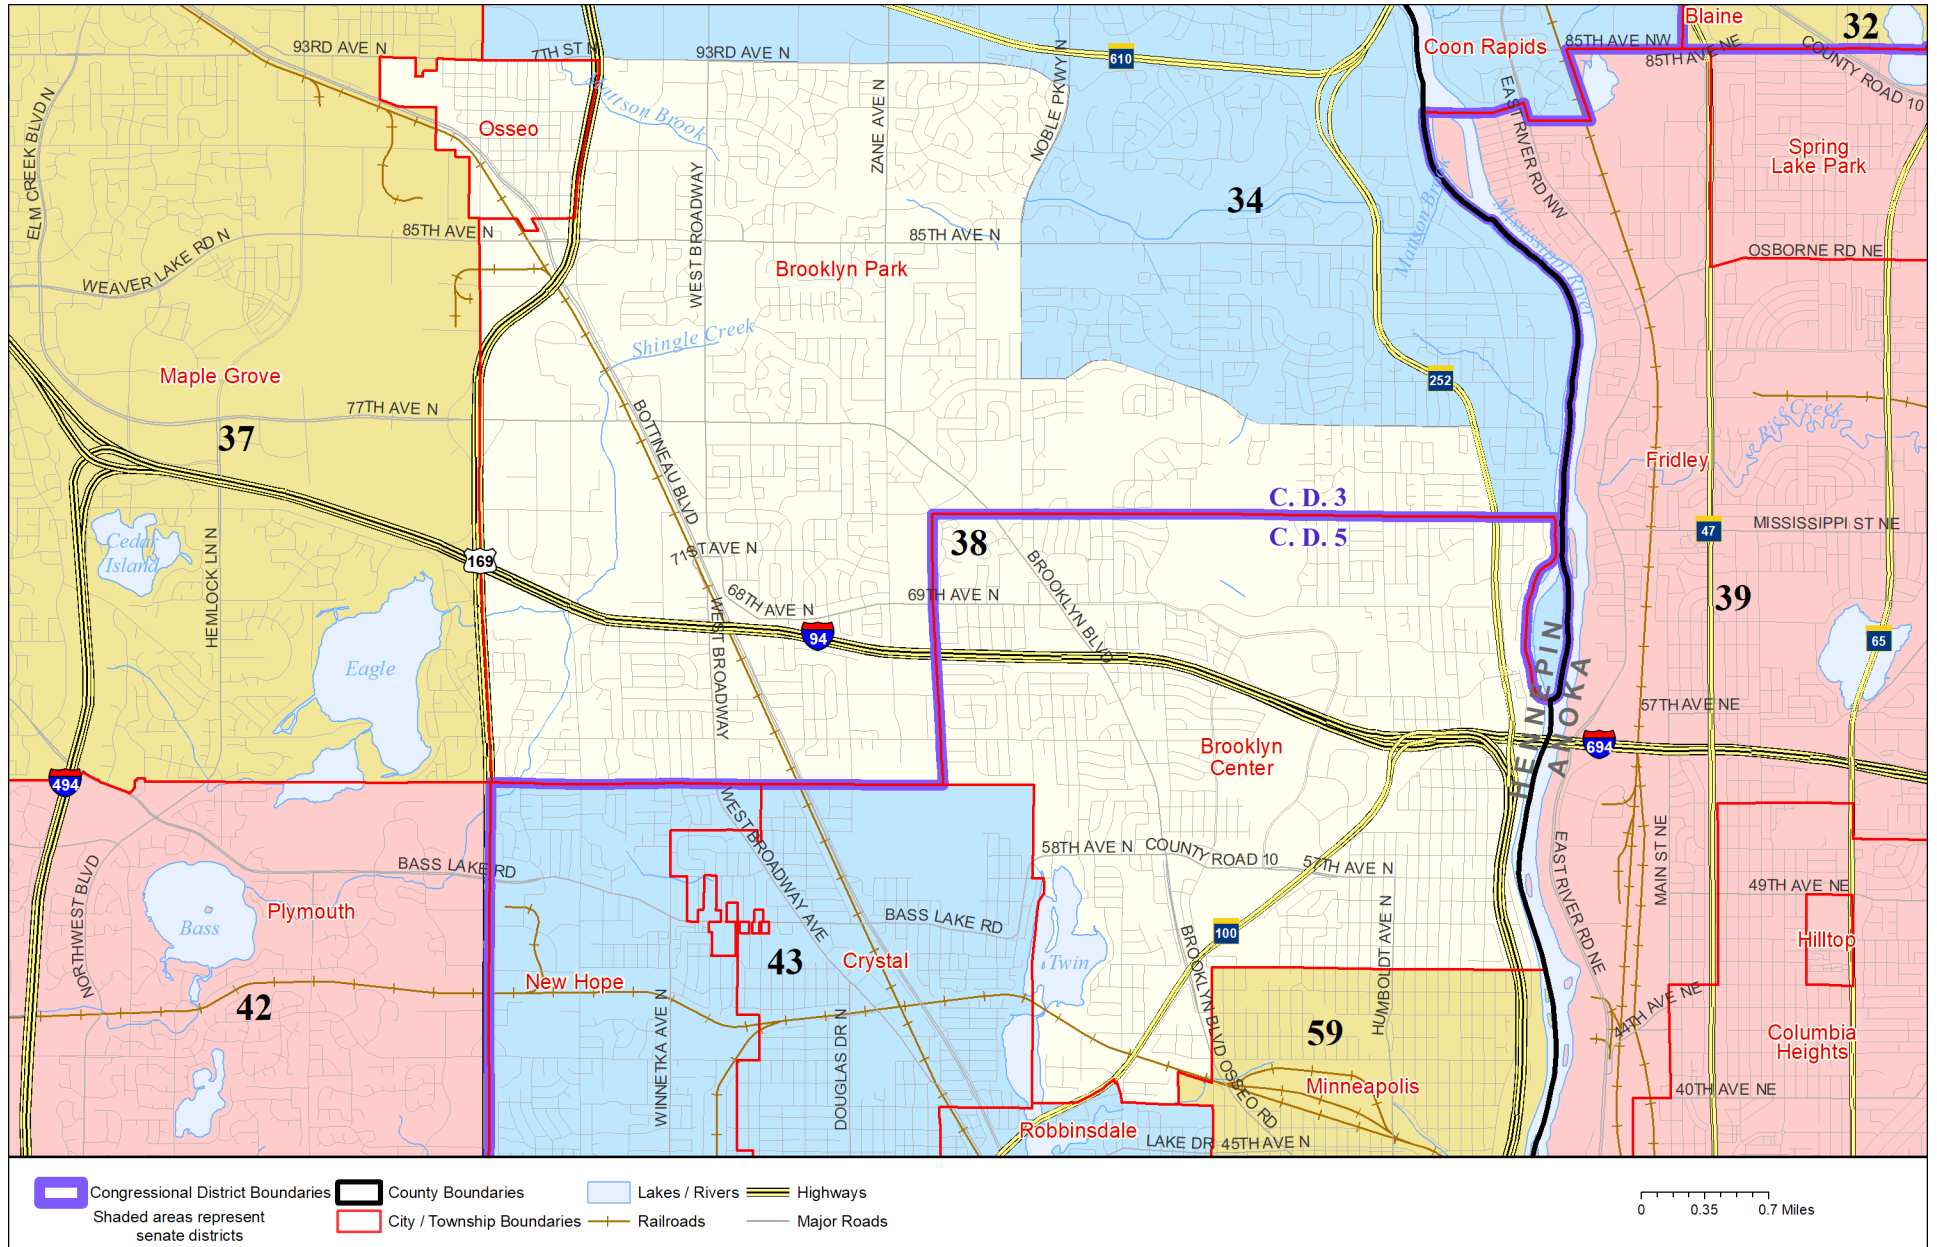 Blaine
32
93RD AVE N
7TH ST N
93RD AVE N
610
Coon Rapids
85TH AVE NW
85TH AVE NE
COUNTY ROAD 10
Mattson Brook
Osseo
ELM CREEK BLVD N
ZANE AVE N
NOBLE PKWY N
EAST RIVER RD NW
Spring
Lake Park
WEST BROADWAY
34
Mattson Brook
Mississippi River
85TH AVE N
85TH AVE N
WEAVER LAKE RD N
OSBORNE RD NE
Brooklyn Park
Shingle Creek
Maple Grove
252
77TH AVE N
BOTTINEAU BLVD
Rice Creek
37
Fridley
C. D. 3
C. D. 5
47
MISSISSIPPI ST NE
38
Cedar
Island
HEMLOCK LN N
169
71ST AVE N
68TH AVE N
69TH AVE N
BROOKLYN BLVD
WEST BROADWAY
94
39
65
Eagle
HENNEPIN
ANOKA
57TH AVE NE
Brooklyn
Center
694
494
WEST BROADWAY AVE
58TH AVE N
COUNTY ROAD 10
57TH AVE N
BASS LAKE RD
EAST RIVER RD NE
MAIN ST NE
49TH AVE NE
NORTHWEST BLVD
Plymouth
Bass
BASS LAKE RD
100
HUMBOLDT AVE N
BROOKLYN BLVD
Hilltop
43
Crystal
Twin
New Hope
42
WINNETKA AVE N
DOUGLAS DR N
44TH AVE NE
59
Columbia
Heights
OSSEO RD
Minneapolis
40TH AVE NE
Robbinsdale
LAKE DR
45TH AVE N
Congressional District Boundaries
County Boundaries
Lakes / Rivers
Highways
Shaded areas represent
senate districts
City / Township Boundaries
Railroads
Major Roads
0 0.35 0.7 Miles